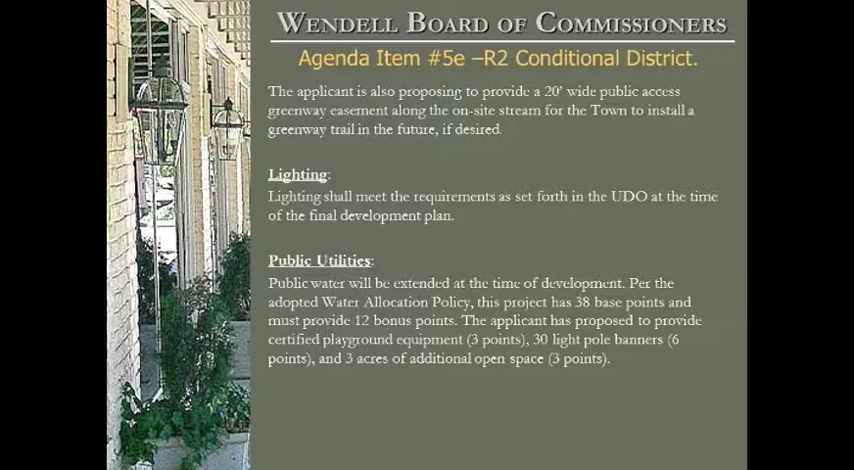 WENDELL BOARD OF COMMISSIONERS
Agenda Item #5e –R2 Conditional District.
The applicant is also proposing to provide a 20' wide public access
greenway easement along the on-site stream for the Town to install a
greenway trail in the future, if desired.
Lighting:
Lighting shall meet the requirements as set forth in the UDO at the time
of the final development plan.
Public Utilities:
Public water will be extended at the time of development. Per the
adopted Water Allocation Policy, this project has 38 base points and
must provide 12 bonus points. The applicant has proposed to provide
certified playground equipment (3 points), 30 light pole banners (6
points), and 3 acres of additional open space (3 points).